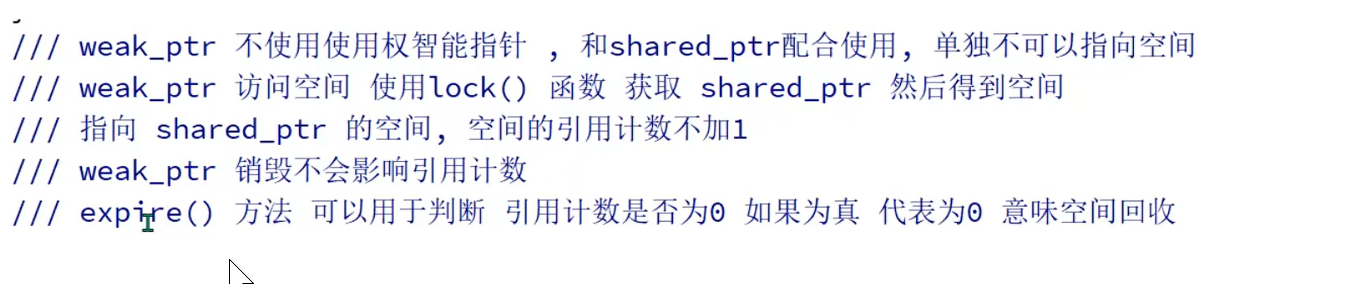 /// weak_ptr 不使用使用权智能指针 , 和shared_ptr配合使用, 单独不可以指向空间
/// weak_ptr 访问空间 使用lock() 函数 获取 shared_ptr 然后得到空间
/// 指向 shared_ptr 的空间, 空间的引用计数不加1
/// weak_ptr 销毁不会影响引用计数
/// expire() 方法 可以用于判断 引用计数是否为0 如果为真 代表为0 意味空间回收